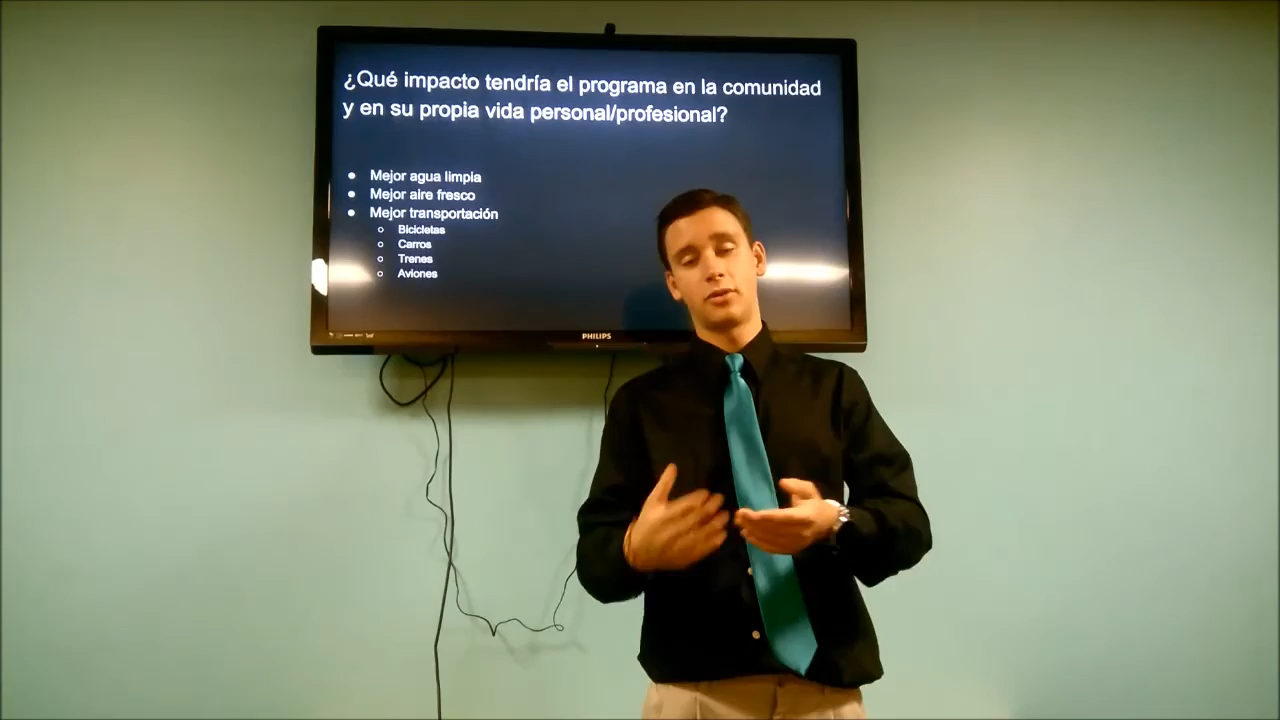 ¿Qué impacto tendría el programa en la comunidad
y en su propia vida personal/profesional?
● Mejor agua limpia
● Mejor aire fresco
● Mejor transportación
○ Bicicletas
○ Carros
○ Trenes
○ Aviones
PHILIPS